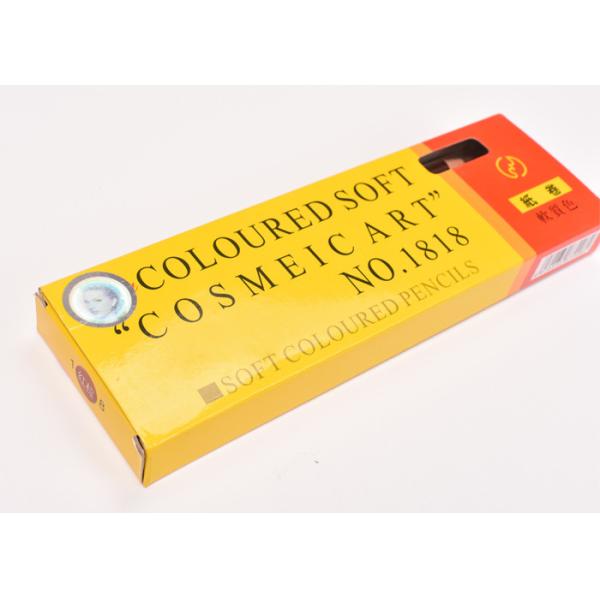 COLOURED SOFT
“COSMEIC ART”
NO.1818
SOFT COLOURED PENCILS
紙卷
軟質色